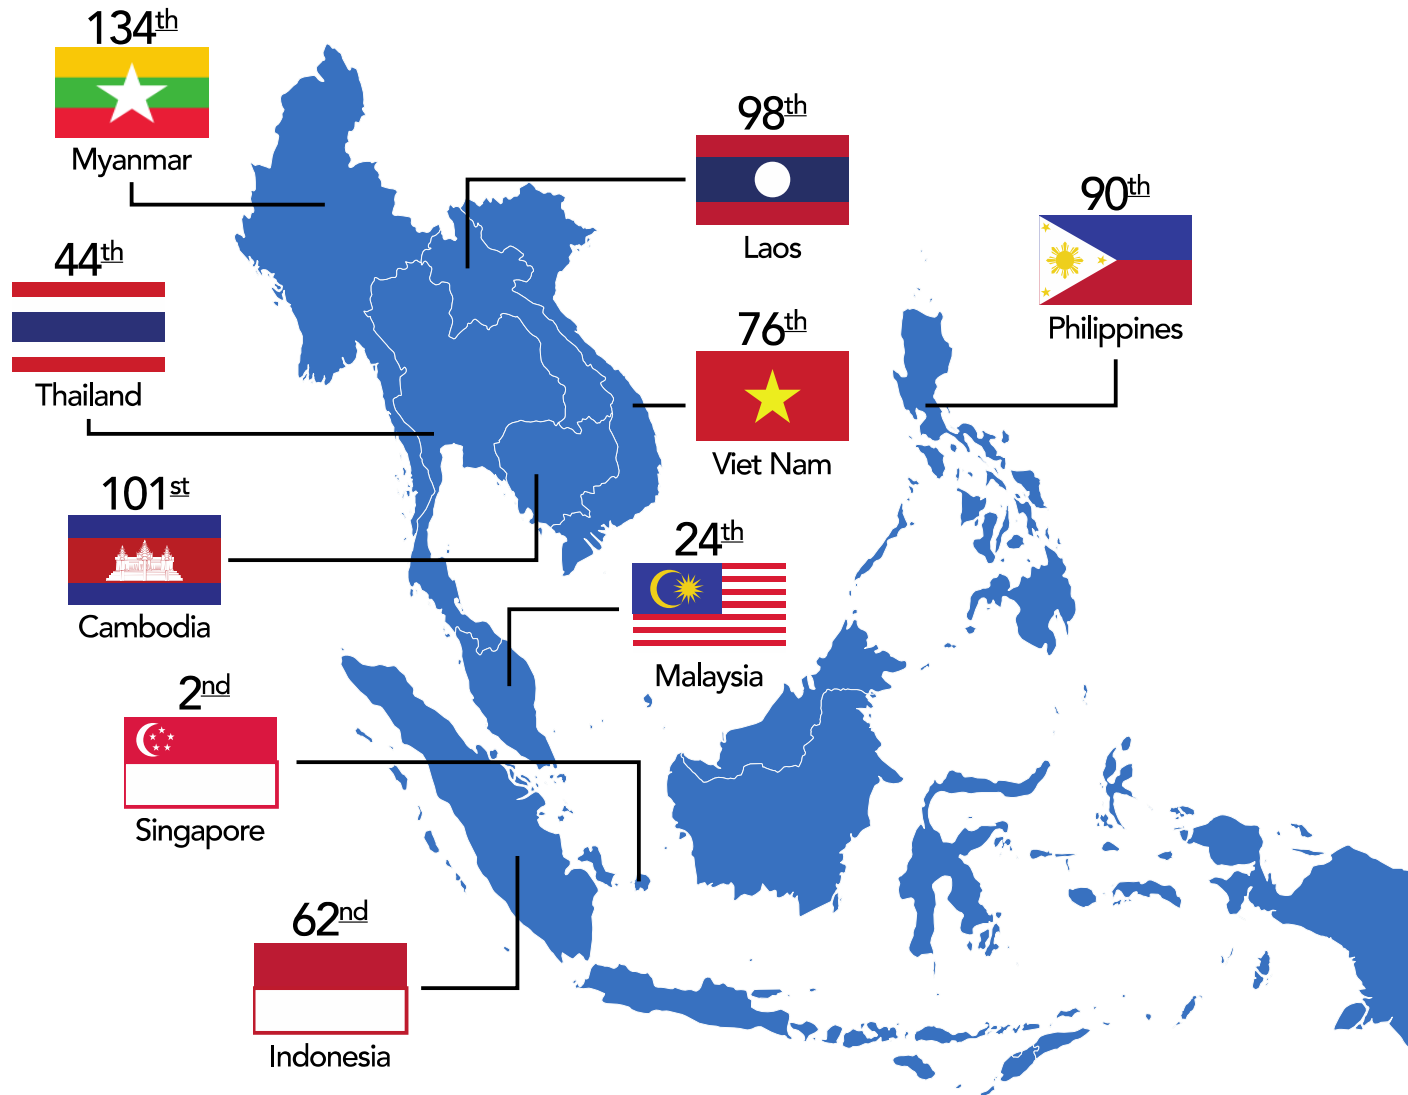 134th
Myanmar
98th
Laos
90th
Philippines
44th
Thailand
76th
Viet Nam
101st
Cambodia
24th
Malaysia
2nd
Singapore
62nd
Indonesia